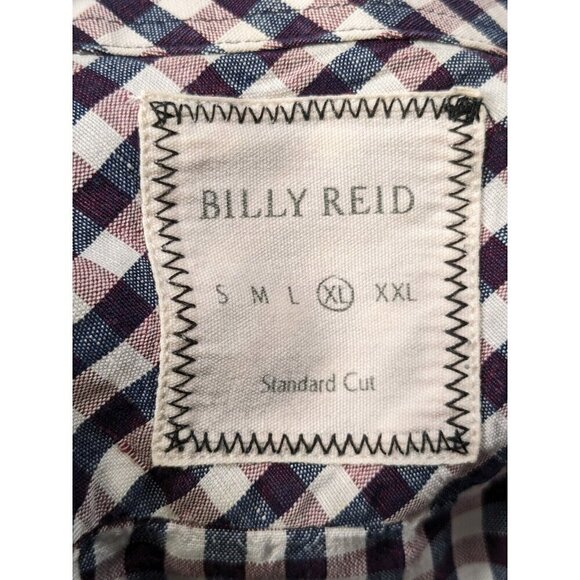 BILLY REID
S M L XL XXL
Standard Cut